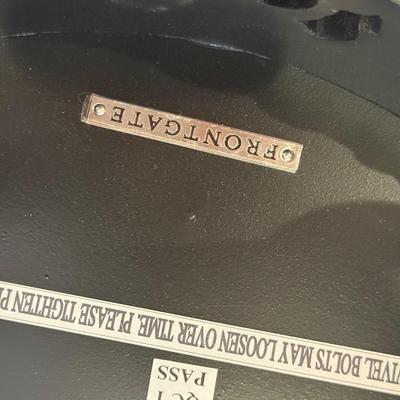 FRONTGATE
BOLTS MAY LOOSEN OVER TIME. PLEASE TIGHTEN
PASS